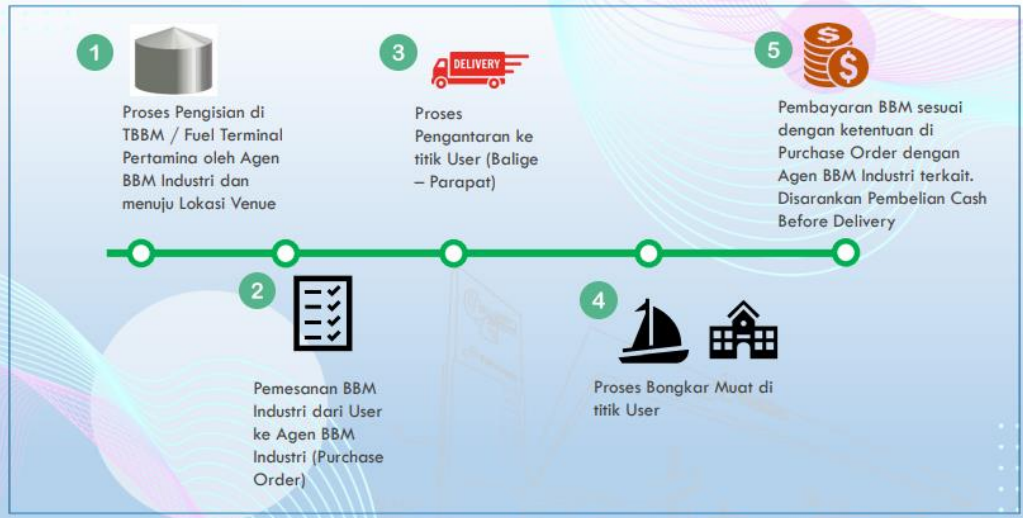 1
Proses Pengisian di
TBBM / Fuel Terminal
Pertamina oleh Agen
BBM Industri dan
menuju Lokasi Venue
2
Pemesanan BBM
Industri dari User
ke Agen BBM
Industri (Purchase
Order)
3
DELIVERY
Proses
Pengantaran ke
titik User (Balige
– Parapat)
4
Proses Bongkar Muat di
titik User
5
Pembayaran BBM sesuai
dengan ketentuan di
Purchase Order dengan
Agen BBM Industri terkait.
Disarankan Pembelian Cash
Before Delivery